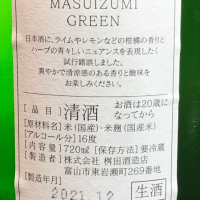 MASUIZUMI
GREEN
日本酒に、ライムやレモンなどの柑橘の香りと
ハーブの青々しいニュアンスを表現したく
試行錯誤しました。
爽やかで清涼感のある香りと酸味を
お楽しみください。
[品目]清酒 お酒は20歳に
なってから
[原材料名]米(国産)・米麹(国産米)
[アルコール分]16度
[内容量]720㎖[保存方法]要冷蔵
[製造者]株式会社 桝田酒造店
富山市東岩瀬町269番地
[製造年月]
2021.12
生酒